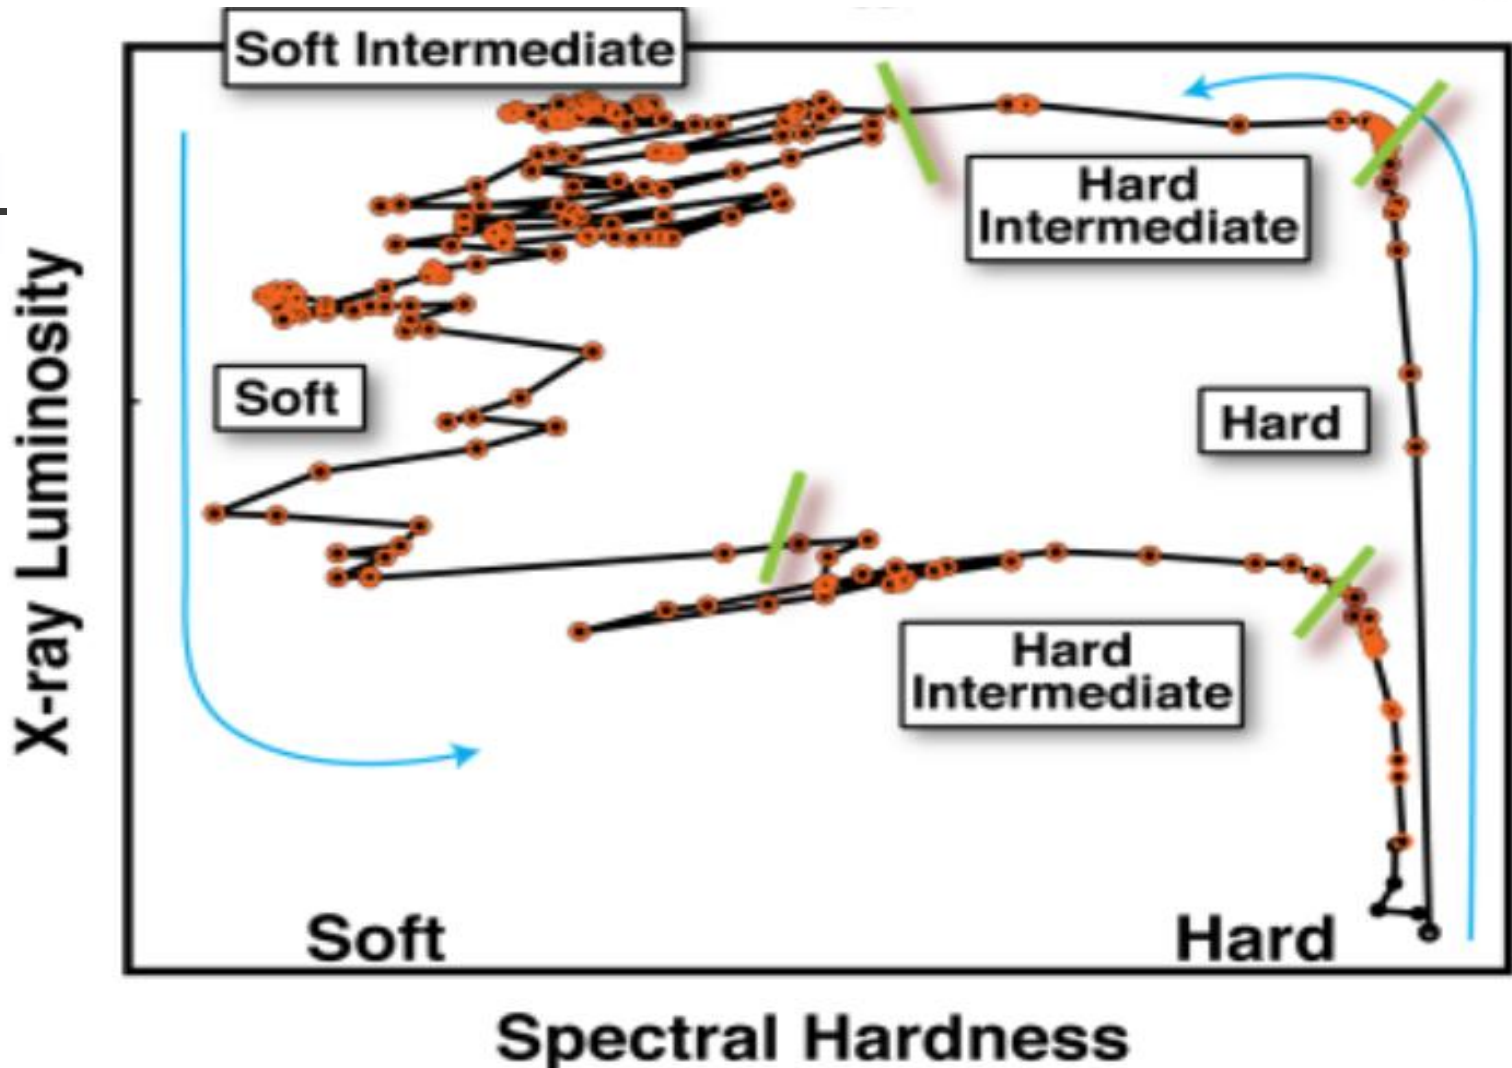 Soft Intermediate
Hard
Intermediate
Soft
Hard
Hard
Intermediate
Soft
Hard
X-ray Luminosity
Spectral Hardness